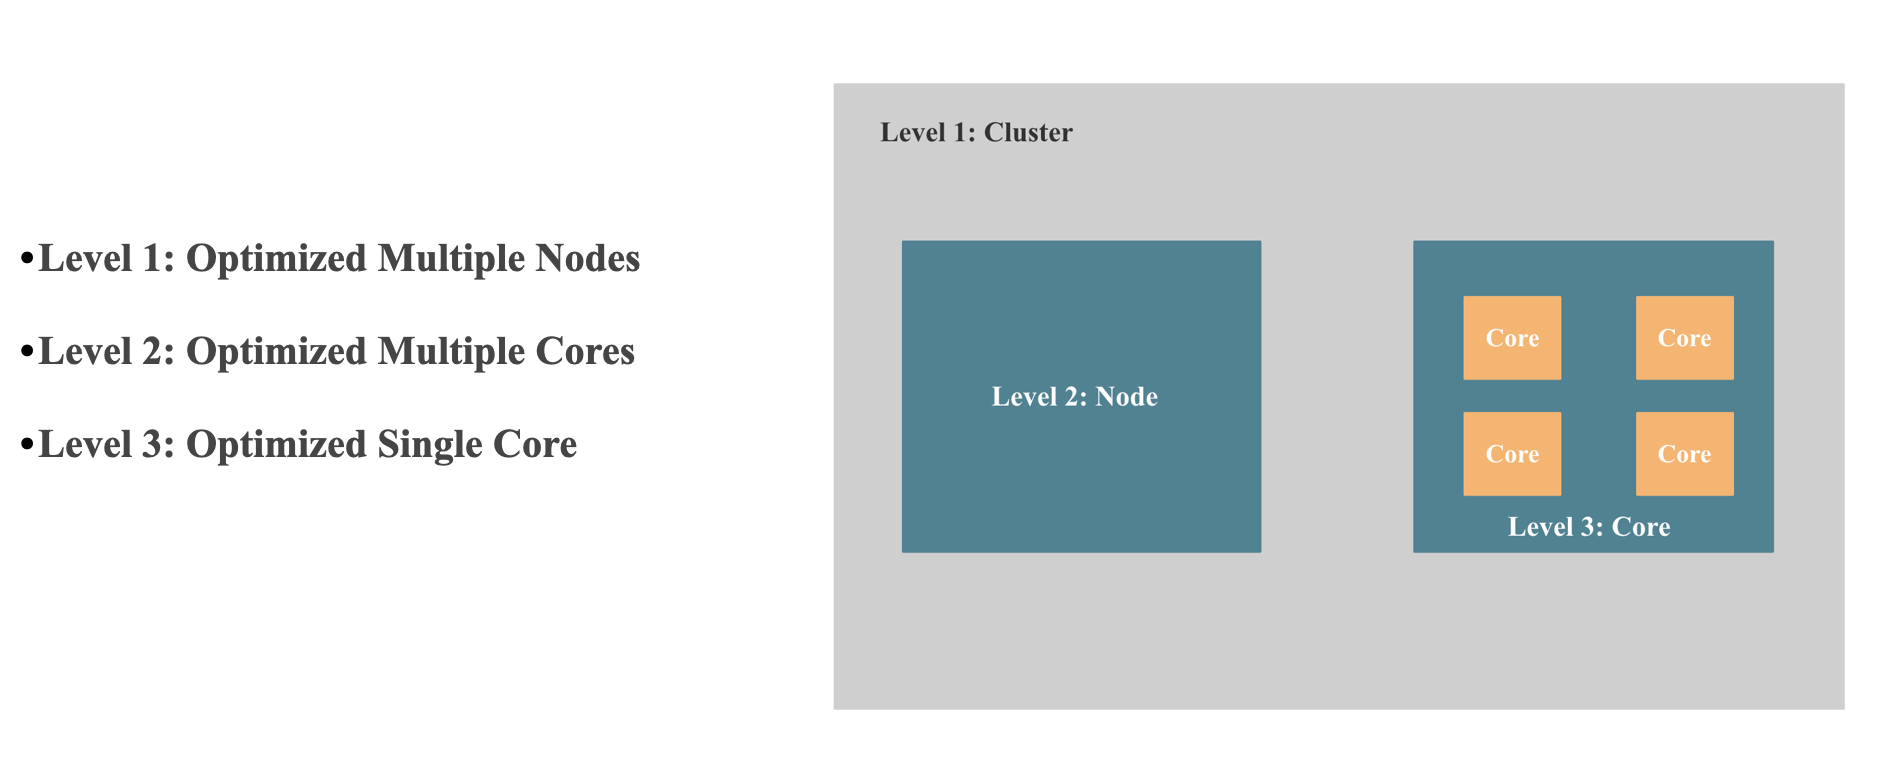 •Level 1: Optimized Multiple Nodes
•Level 2: Optimized Multiple Cores
•Level 3: Optimized Single Core
Level 1: Cluster
Level 2: Node
Core Core
Core Core
Level 3: Core